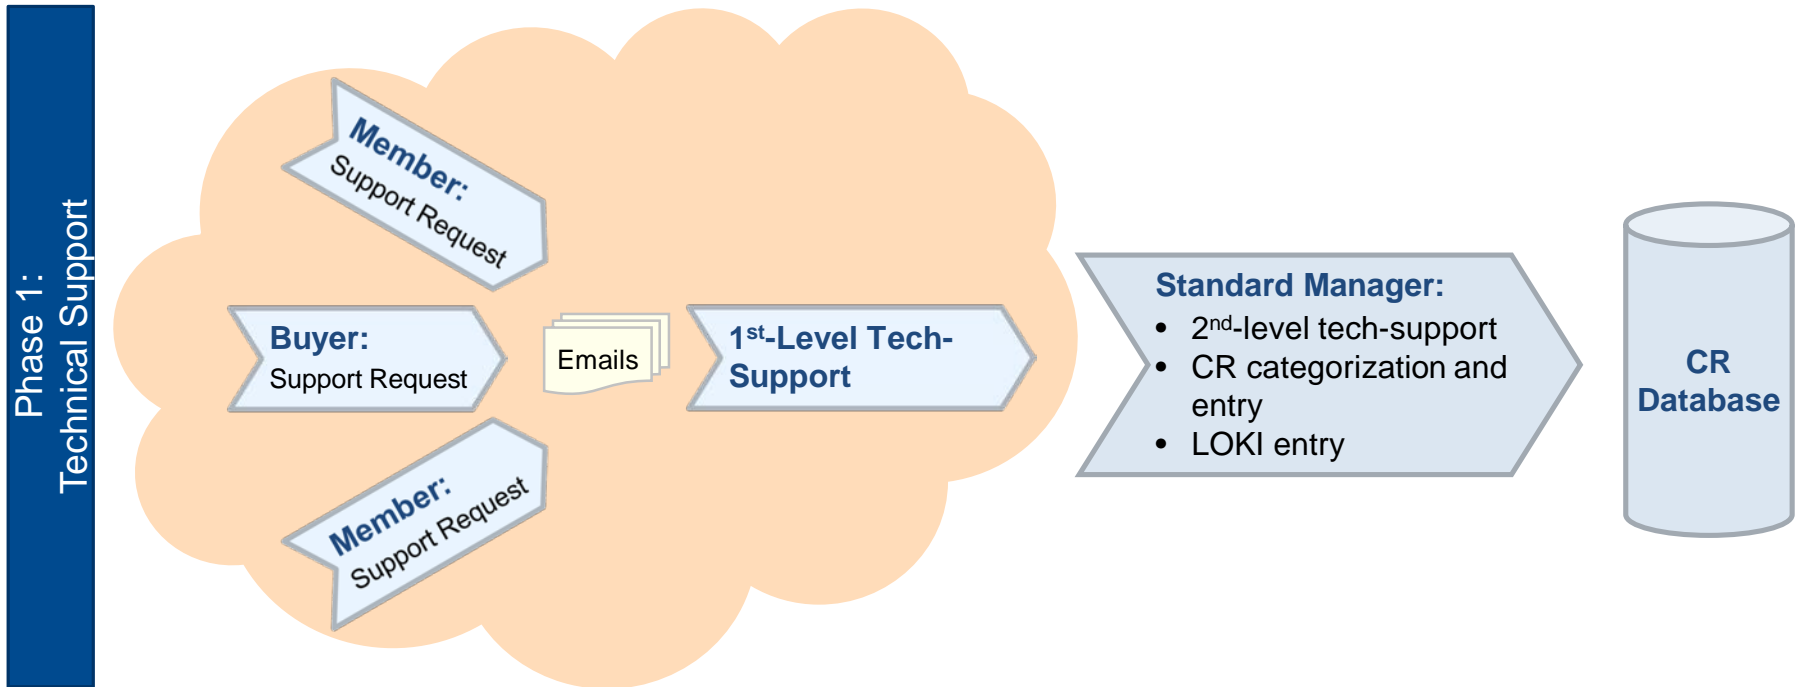 Phase 1:
Technical Support
Member:
Support Request
Buyer:
Support Request
Member:
Support Request
Emails
1st-Level Tech-
Support
Standard Manager:
• 2nd-level tech-support
• CR categorization and
entry
• LOKI entry
CR
Database